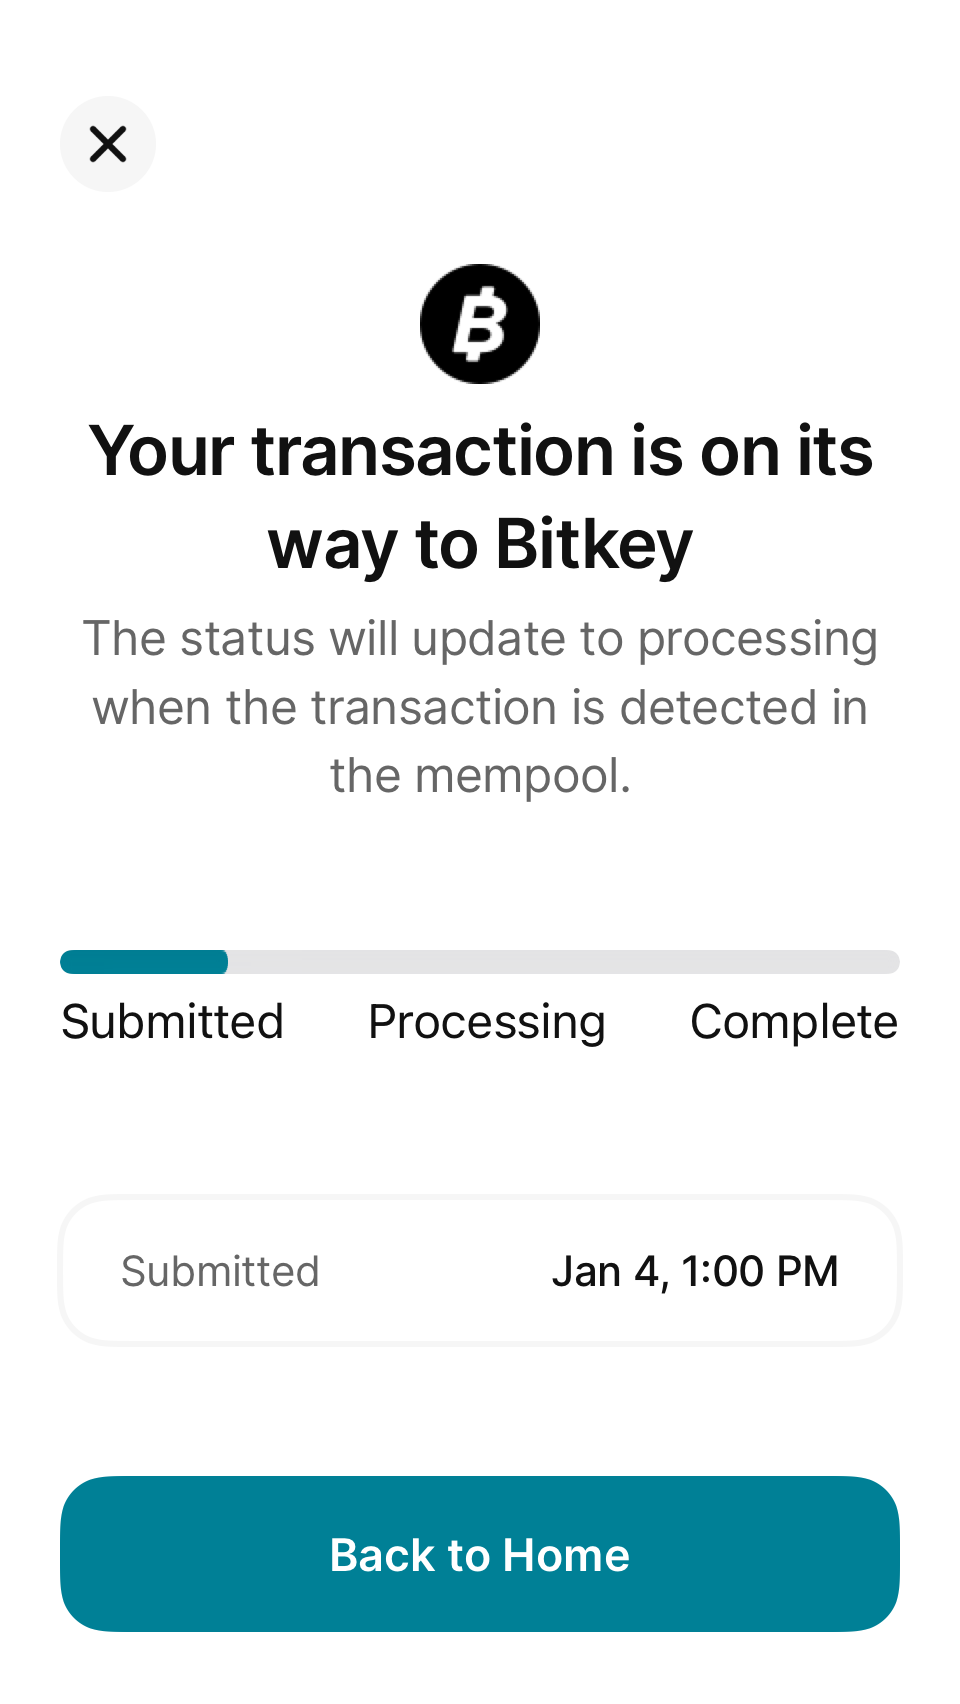 Your transaction is on its
way to Bitkey
The status will update to processing
when the transaction is detected in
the mempool.
Submitted Processing Complete
Submitted Jan 4, 1:00 PM
Back to Home